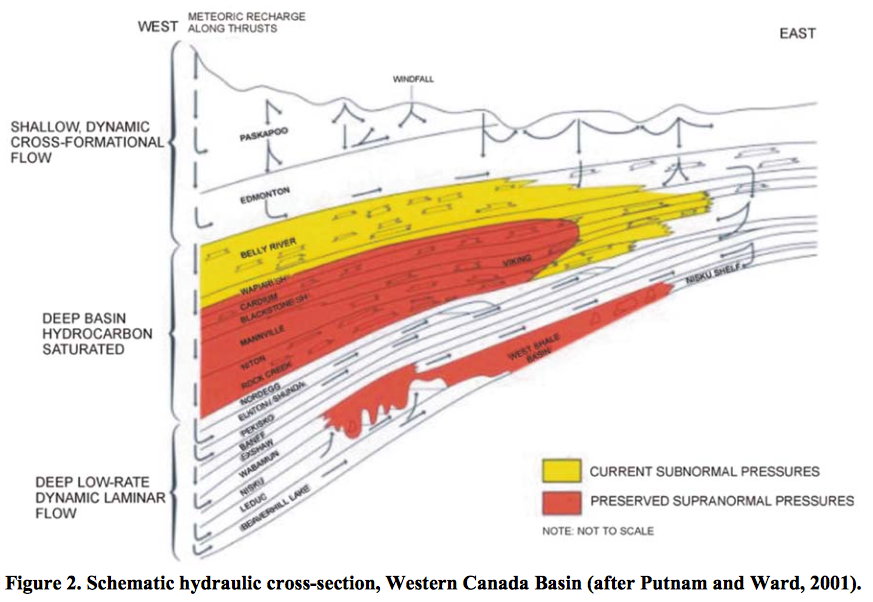 WEST
METEORIC RECHARGE
ALONG THRUSTS
EAST
WINDFALL
SHALLOW, DYNAMIC
CROSS-FORMATIONAL
FLOW
PASKAPOO
EDMONTON
BELLY RIVER
WAPIABI SH
CARDIUM
BLACKSTONE SH
VIKING
MANNVILLE
NITON
ROCK CREEK
NORDEGG
ELKTON / SHUNDA
PEKISKO
BANFF
EXSHAW
WABAMUN
NISKU
LEDUC
BEAVERHILL LAKE
NISKU SHELF
WEST SHALE
BASIN
DEEP BASIN
HYDROCARBON
SATURATED
DEEP LOW-RATE
DYNAMIC LAMINAR
FLOW
CURRENT SUBNORMAL PRESSURES
PRESERVED SUPRANORMAL PRESSURES
NOTE: NOT TO SCALE
Figure 2. Schematic hydraulic cross-section, Western Canada Basin (after Putnam and Ward, 2001).